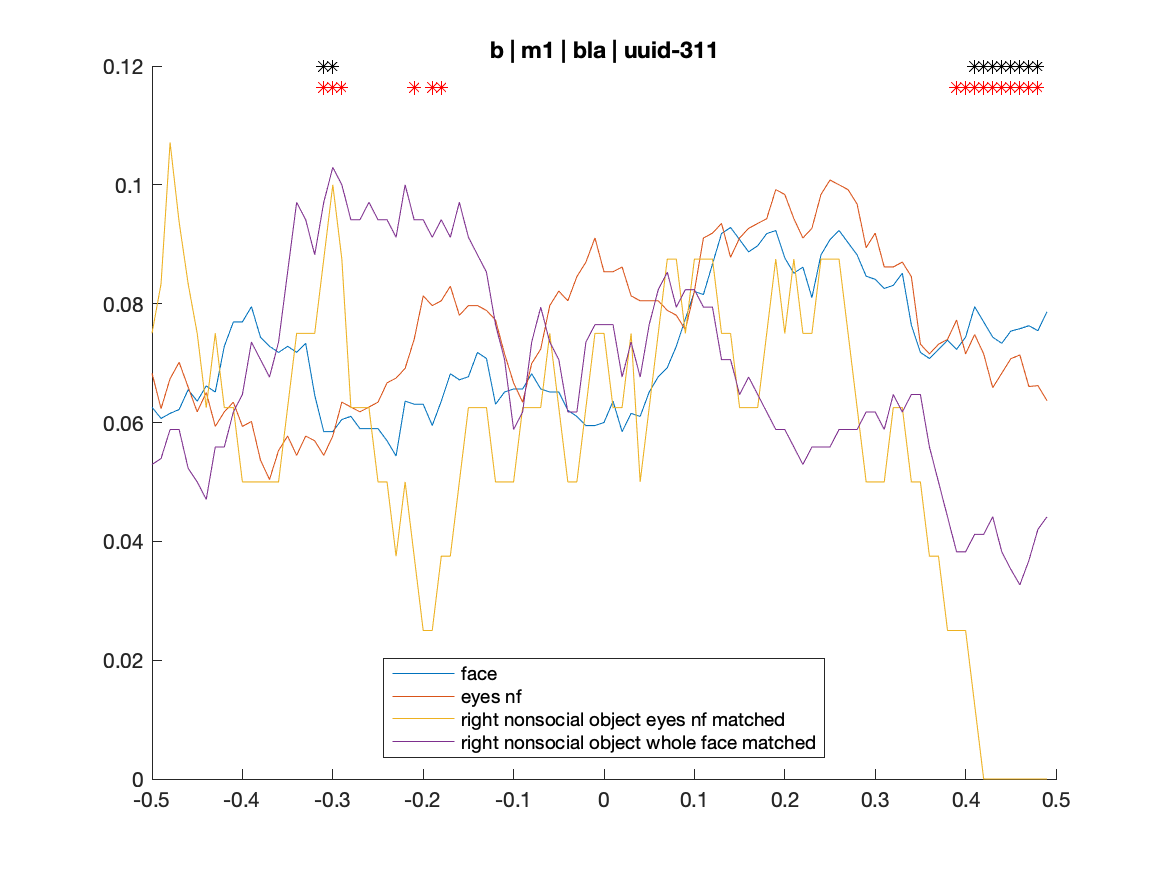 b | m1 | bla | uuid-311
0.12
0.1
0.08
0.06
0.04
0.02
0
face
eyes nf
right nonsocial object eyes nf matched
right nonsocial object whole face matched
-0.5 -0.4 -0.3 -0.2 -0.1 0 0.1 0.2 0.3 0.4 0.5